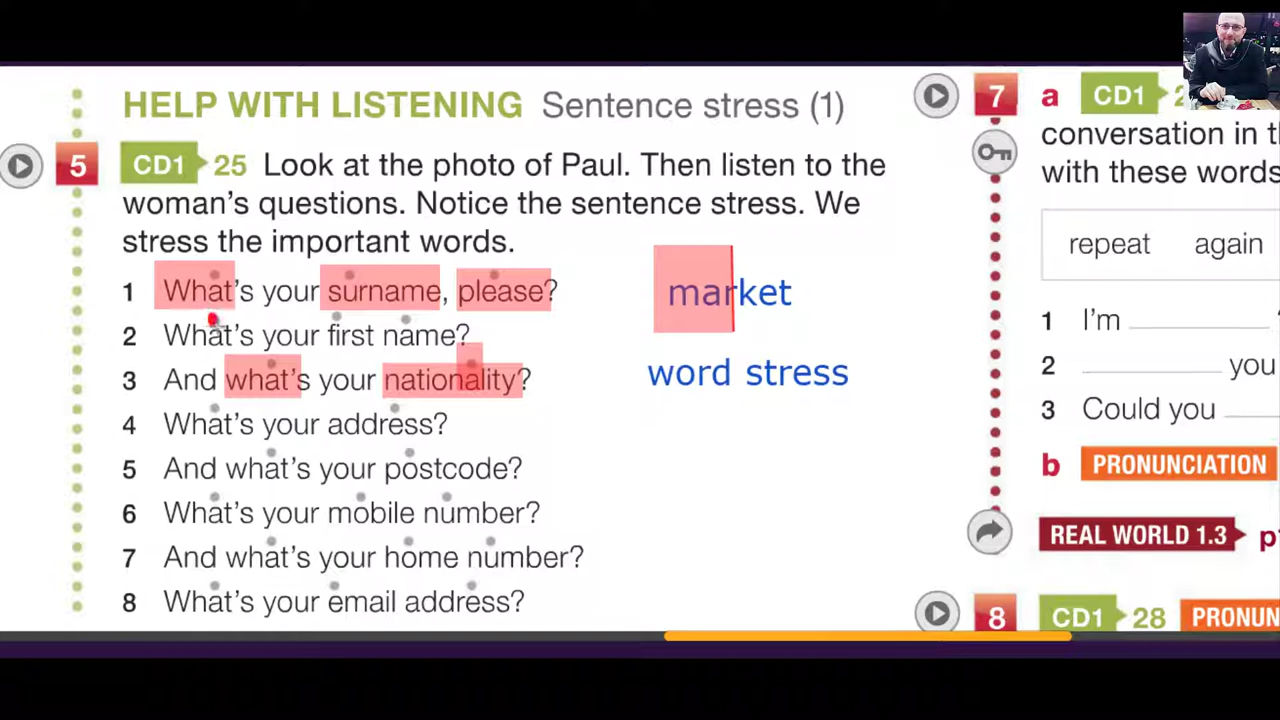 HELP WITH LISTENING Sentence stress (1)
5 CD1 25 Look at the photo of Paul. Then listen to the
woman's questions. Notice the sentence stress. We
stress the important words.
1 What's your surname, please?
2 What's your first name?
3 And what's your nationality?
4 What's your address?
5 And what's your postcode?
6 What's your mobile number?
7 And what's your home number?
8 What's your email address?
market
word stress
7 a CD1
conversation in
with these words
repeat again
1 I'm
2 you
3 Could you
b PRONUNCIATION
REAL WORLD 1.3
8 CD1 28